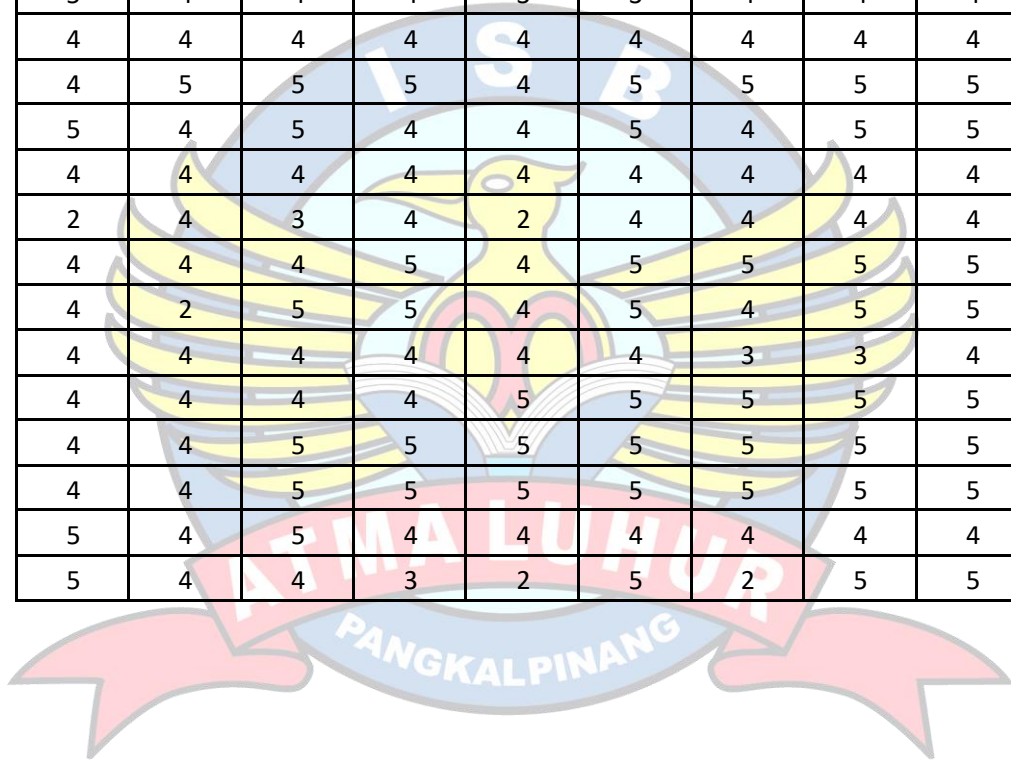 4 4 4 4 4 4 4 4 4
4 5 5 5 4 5 5 5 5
5 4 5 4 4 5 4 5 5
4 4 4 4 4 4 4 4 4
2 4 3 4 2 4 4 4 4
4 4 4 5 4 5 5 5 5
4 2 5 5 4 5 4 5 5
4 4 4 4 4 4 3 3 4
4 4 4 4 5 5 5 5 5
4 4 5 5 5 5 5 5 5
4 4 5 5 5 5 5 5 5
5 4 5 4 4 4 4 4 4
5 4 4 3 2 5 2 5 5
I S B
ATMA LUHUR
PANGKALPINANG